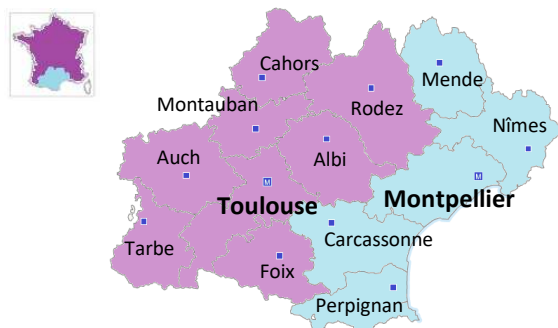 Cahors
Mende
Rodez
Montauban
Nîmes
Auch
Albi
Toulouse
Montpellier
Tarbe
Carcassonne
Foix
Perpignan
M
M